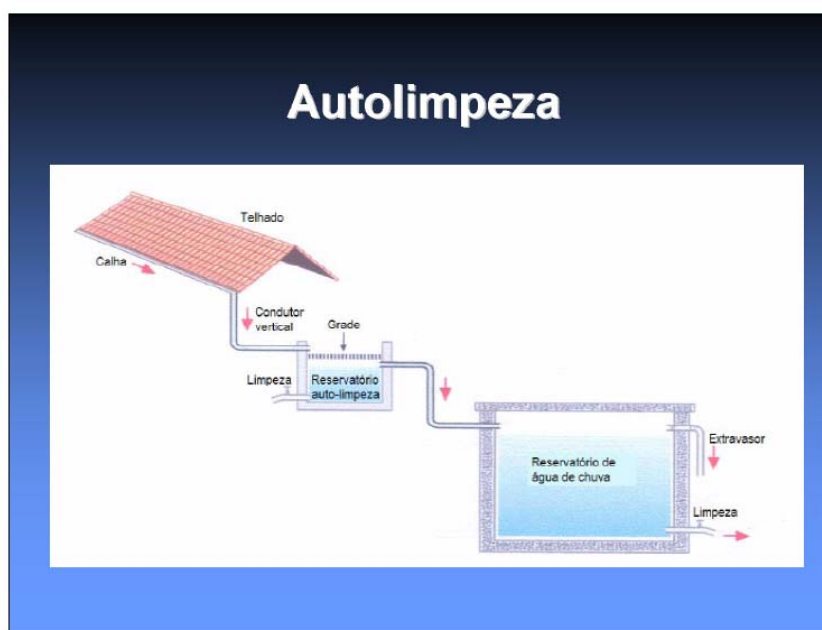 Autolimpeza
Telhado
Calha
Condutor
vertical
Grade
Limpeza
Reservatório
auto-limpeza
Extravasor
Reservatório de
água de chuva
Limpeza